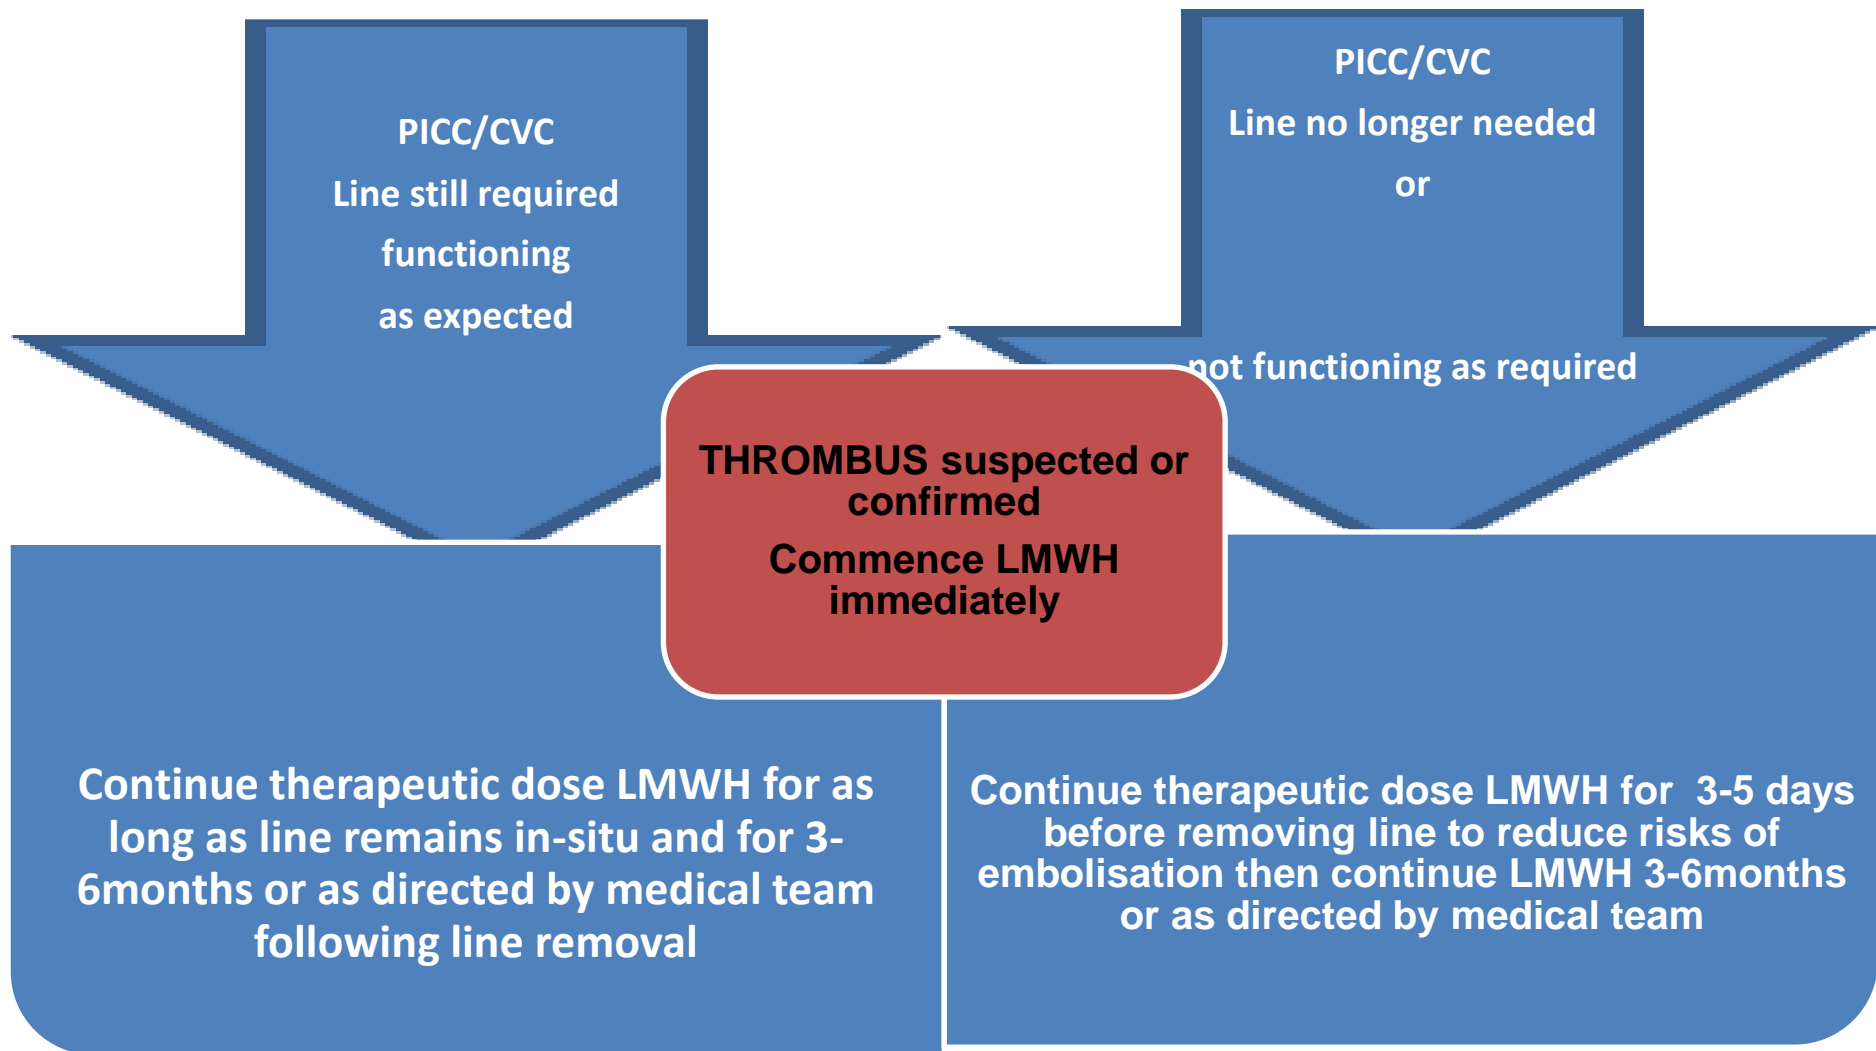 PICC/CVC
Line still required
functioning
as expected
PICC/CVC
Line no longer needed
or
not functioning as required
THROMBUS suspected or
confirmed
Commence LMWH
immediately
Continue therapeutic dose LMWH for as
long as line remains in-situ and for 3-
6months or as directed by medical team
following line removal
Continue therapeutic dose LMWH for 3-5 days
before removing line to reduce risks of
embolisation then continue LMWH 3-6months
or as directed by medical team